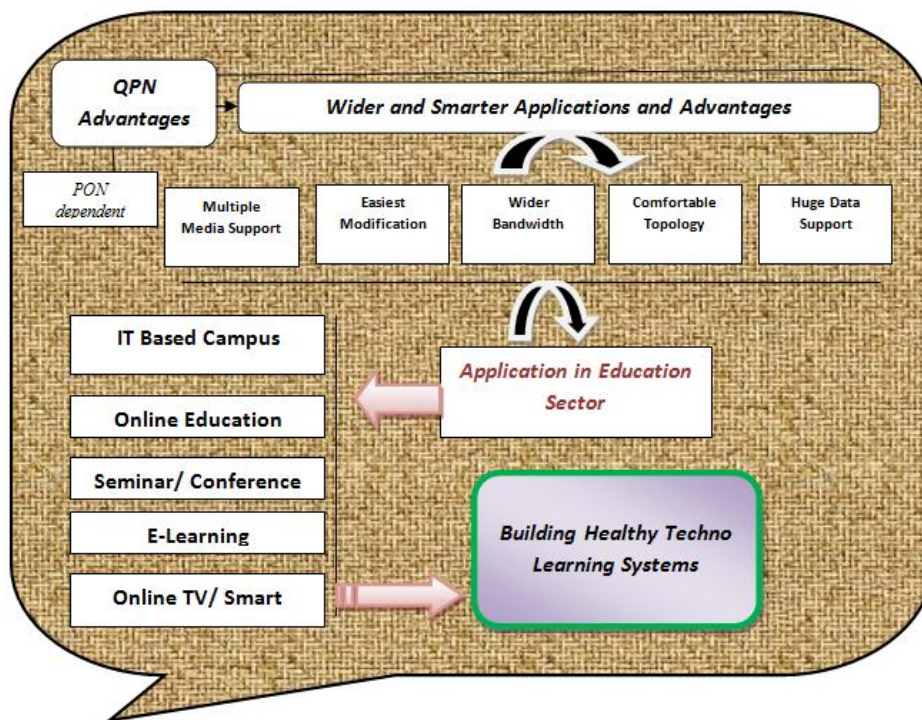 QPN
Advantages
Wider and Smarter Applications and Advantages
PON
dependent
Multiple
Media Support
Easiest
Modification
Wider
Bandwidth
Comfortable
Topology
Huge Data
Support
IT Based Campus
Application in Education
Sector
Online Education
Seminar/ Conference
E-Learning
Online TV/ Smart
Building Healthy Techno
Learning Systems